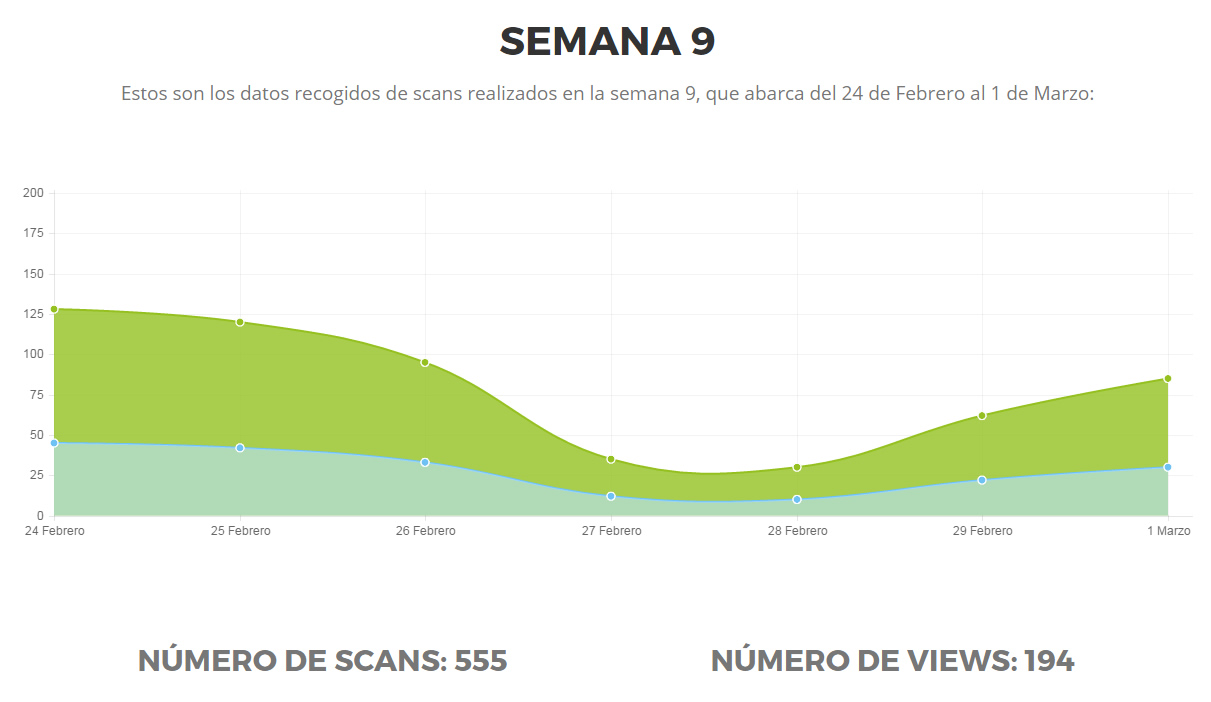 SEMANA 9
Estos son los datos recogidos de scans realizados en la semana 9, que abarca del 24 de Febrero al 1 de Marzo:
200
175
150
125
100
75
50
25
0
24 Febrero 25 Febrero 26 Febrero 27 Febrero 28 Febrero 29 Febrero 1 Marzo
NÚMERO DE SCANS: 555 NÚMERO DE VIEWS: 194